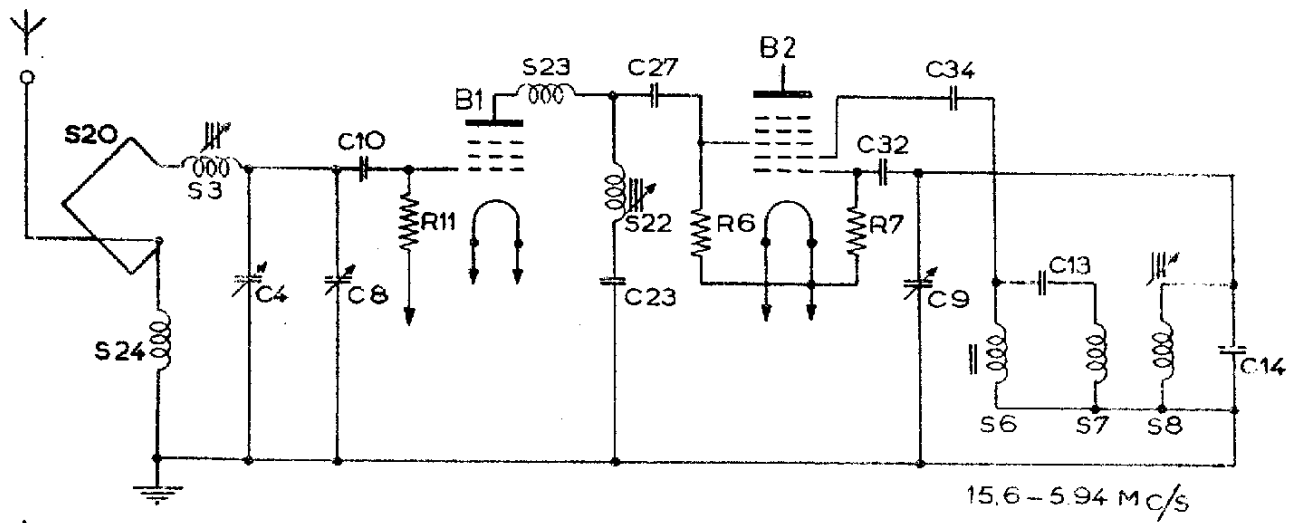 B2
S23
C27
C34
B1
S20
C10
C32
S3
R11
S22
R6
R7
C13
C4
C8
C23
C9
S24
C14
S6
S7
S8
15,6 – 5.94 MC/S